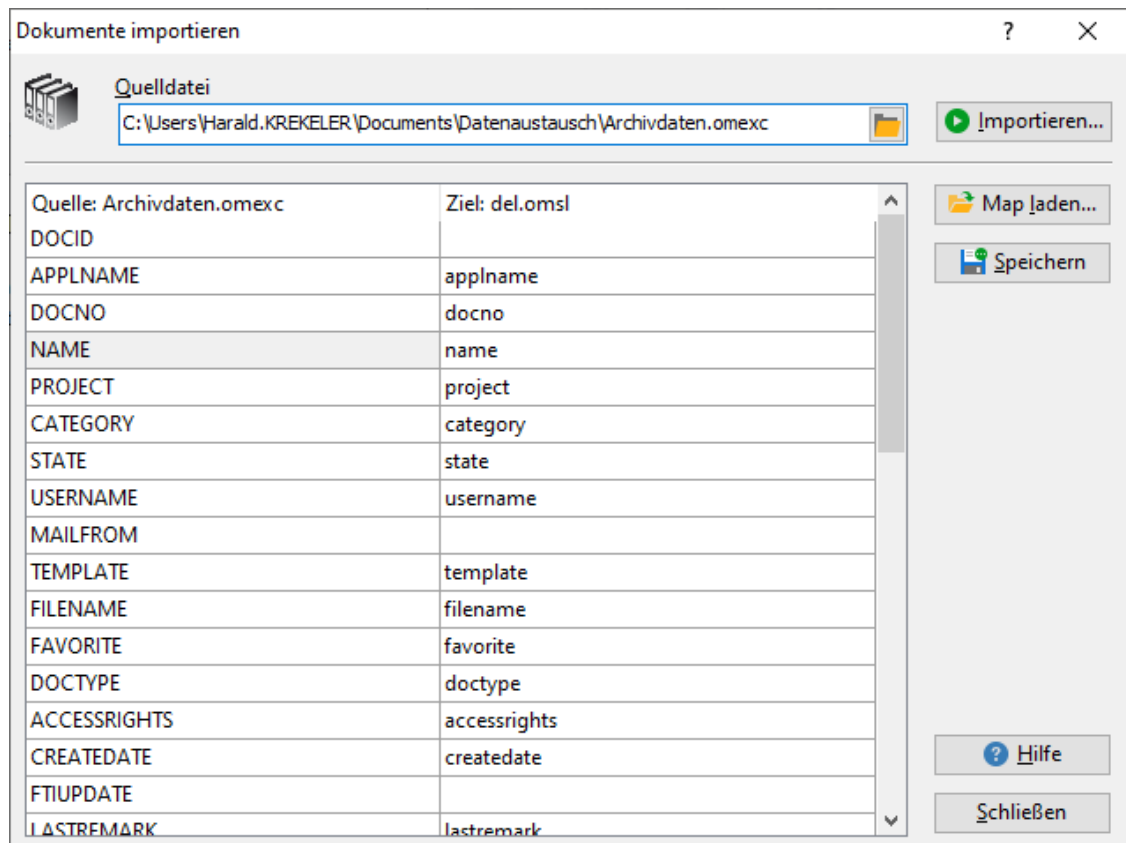 Dokumente importieren ?
Quelldatei
C:\Users\Harald.KREKELER\Documents\Datenaustausch\Archivdaten.omexc
Importieren...
Quelle: Archivdaten.omexc Ziel: del.omsl
Map laden...
DOCID
APPLNAME applname
Speichern
DOCNO docno
NAME name
PROJECT project
CATEGORY category
STATE state
USERNAME username
MAILFROM
TEMPLATE template
FILENAME filename
FAVORITE favorite
DOCTYPE doctype
ACCESSRIGHTS accessrights
CREATEDATE createdate
Hilfe
FTIUPDATE
Schließen
LASTREMARK lastremark